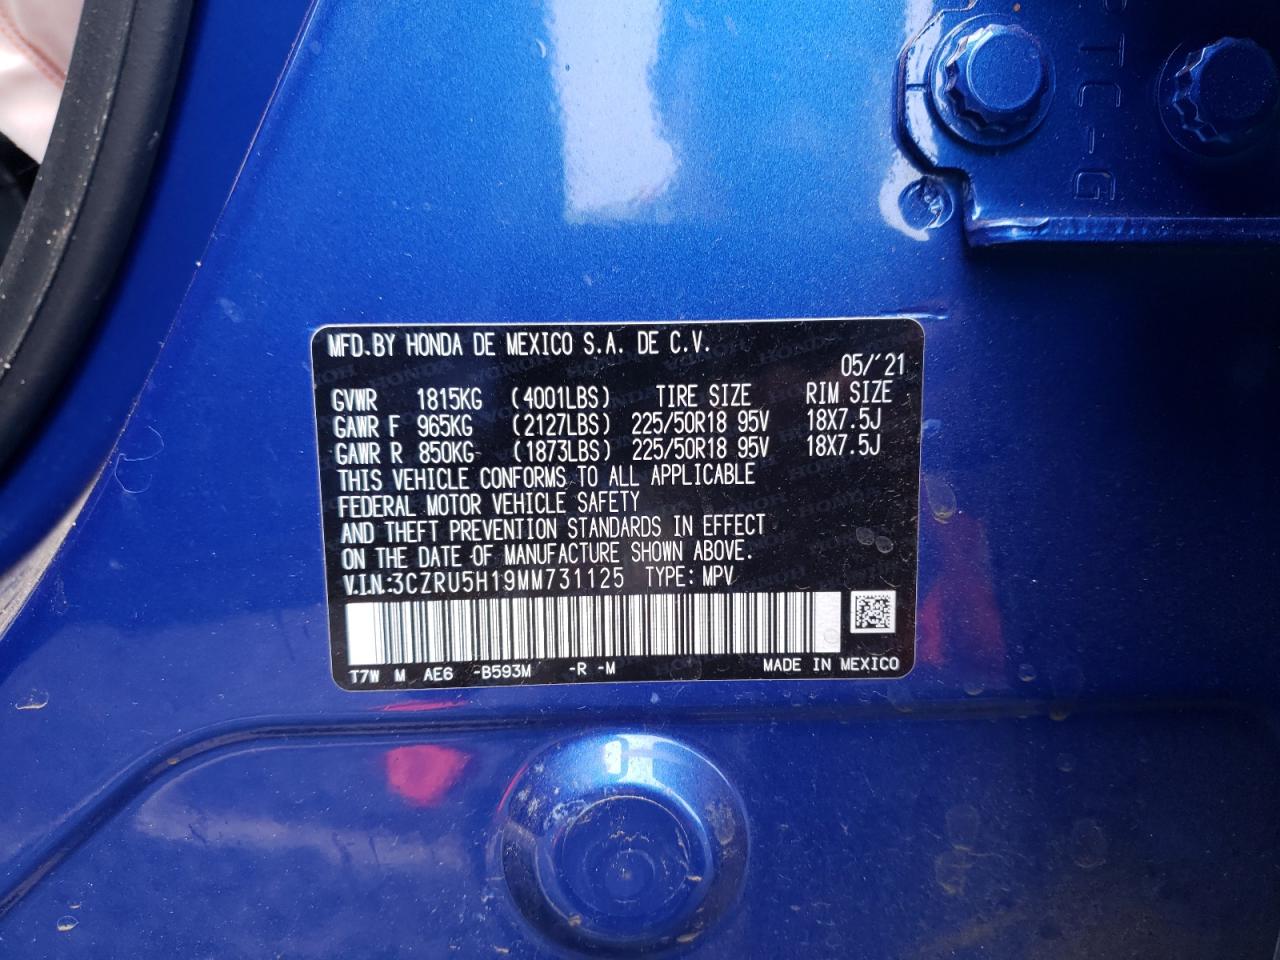 PTC-G
MFD.BY HONDA DE MEXICO S.A. DE C.V.
05/'21
GVWR 1815KG (4001LBS) TIRE SIZE RIM SIZE
GAWR F 965KG (2127LBS) 225/50R18 95V 18X7.5J
GAWR R 850KG (1873LBS) 225/50R18 95V 18X7.5J
THIS VEHICLE CONFORMS TO ALL APPLICABLE
FEDERAL MOTOR VEHICLE SAFETY
AND THEFT PREVENTION STANDARDS IN EFFECT
ON THE DATE OF MANUFACTURE SHOWN ABOVE.
V.I.N.:3CZRU5H19MM731125 TYPE: MPV
T7W M AE6 -B593M -R -M MADE IN MEXICO